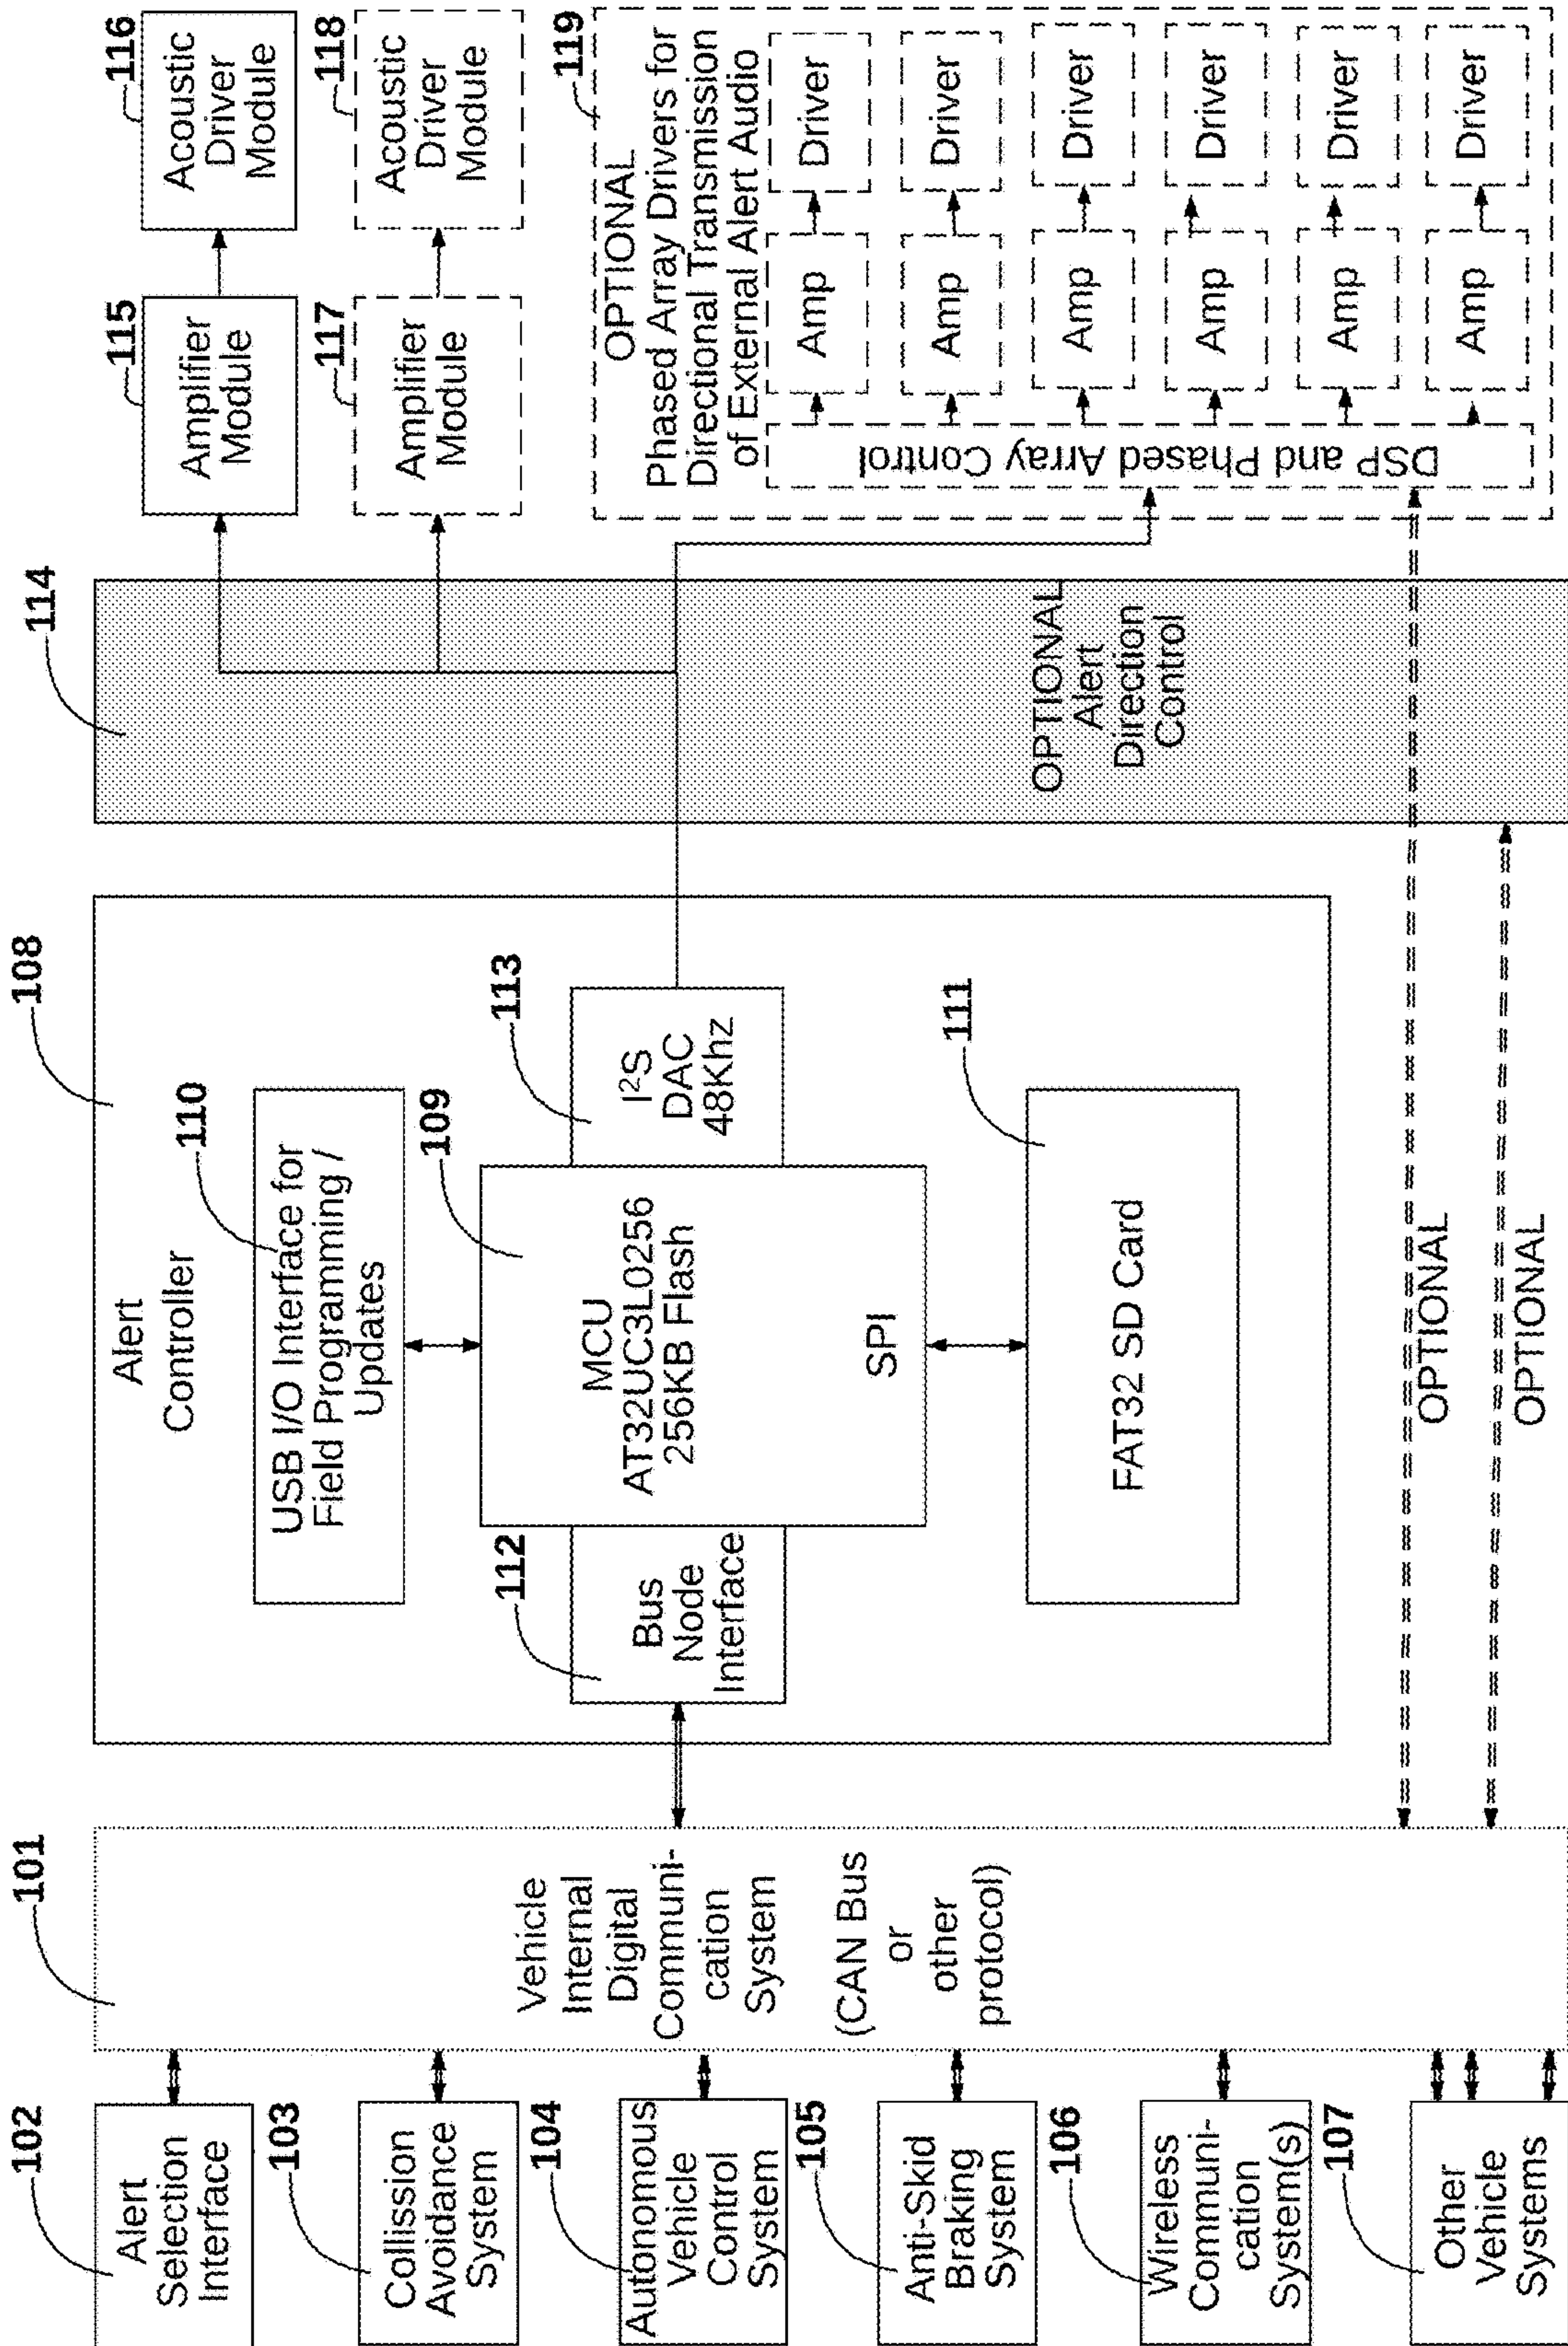 102
Alert
Selection
Interface
103
Collission
Avoidance
System
104
Autonomous
Vehicle
Control
System
105
Anti-Skid
Braking
System
106
Wireless
Communi-
cation
System(s)
107
Other
Vehicle
Systems
101
Vehicle
Internal
Digital
Communi-
cation
System
(CAN Bus
or
other
protocol)
108
Alert
Controller
110
USB I/O Interface for
Field Programming /
Updates
109
MCU
AT32UC3L0256
256KB Flash
SPI
112
Bus
Node
Interface
113
I²S
DAC
48Khz
111
FAT32 SD Card
OPTIONAL
OPTIONAL
114
OPTIONAL
Alert
Direction
Control
115
Amplifier
Module
116
Acoustic
Driver
Module
117
Amplifier
Module
118
Acoustic
Driver
Module
119
OPTIONAL
Phased Array Drivers for
Directional Transmission
of External Alert Audio
DSP and Phased Array Control
Amp
Driver
Amp
Driver
Amp
Driver
Amp
Driver
Amp
Driver
Amp
Driver